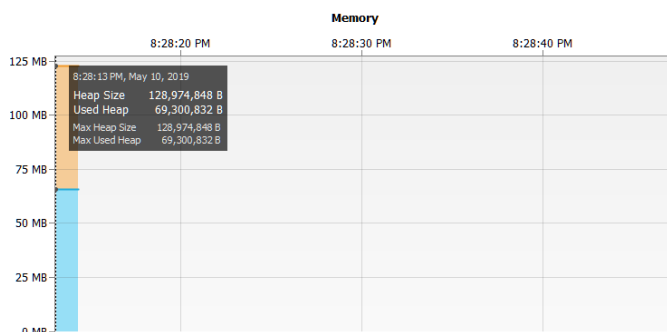 Memory
8:28:20 PM 8:28:30 PM 8:28:40 PM
125 MB
8:28:13 PM, May 10, 2019
Heap Size 128,974,848 B
Used Heap 69,300,832 B
100 MB
Max Heap Size 128,974,848 B
Max Used Heap 69,300,832 B
75 MB
50 MB
25 MB
0 MB